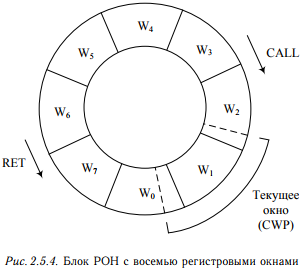 W₄
W₅
W₃
CALL
W₆
W₂
RET
W₇
W₁
W₀
Текущее
окно
(CWP)
Рис. 2.5.4. Блок РОН с восемью регистровыми окнами